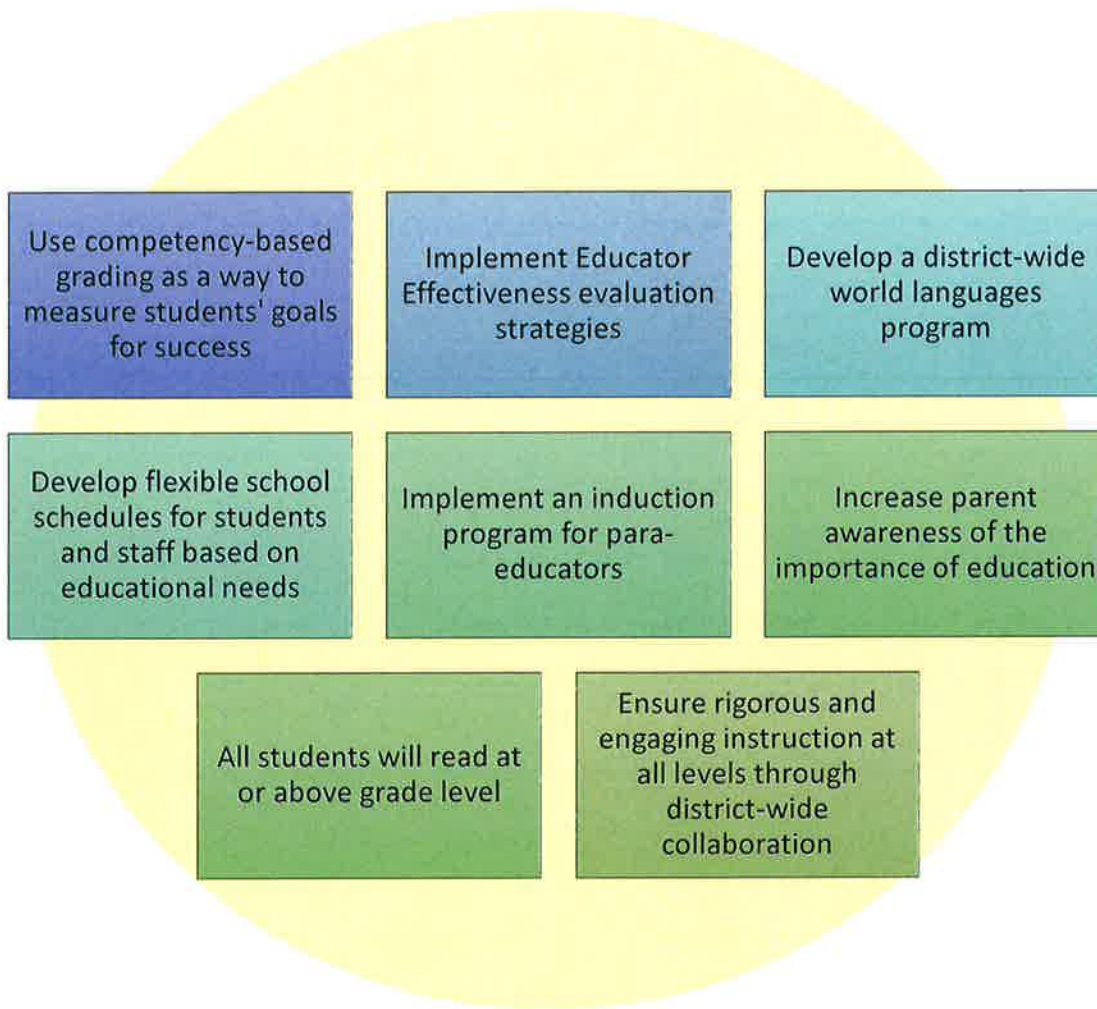 Use competency-based
grading as a way to
measure students' goals
for success
Implement Educator
Effectiveness evaluation
strategies
Develop a district-wide
world languages
program
Develop flexible school
schedules for students
and staff based on
educational needs
Implement an induction
program for para-
educators
Increase parent
awareness of the
importance of education
All students will read at
or above grade level
Ensure rigorous and
engaging instruction at
all levels through
district-wide
collaboration